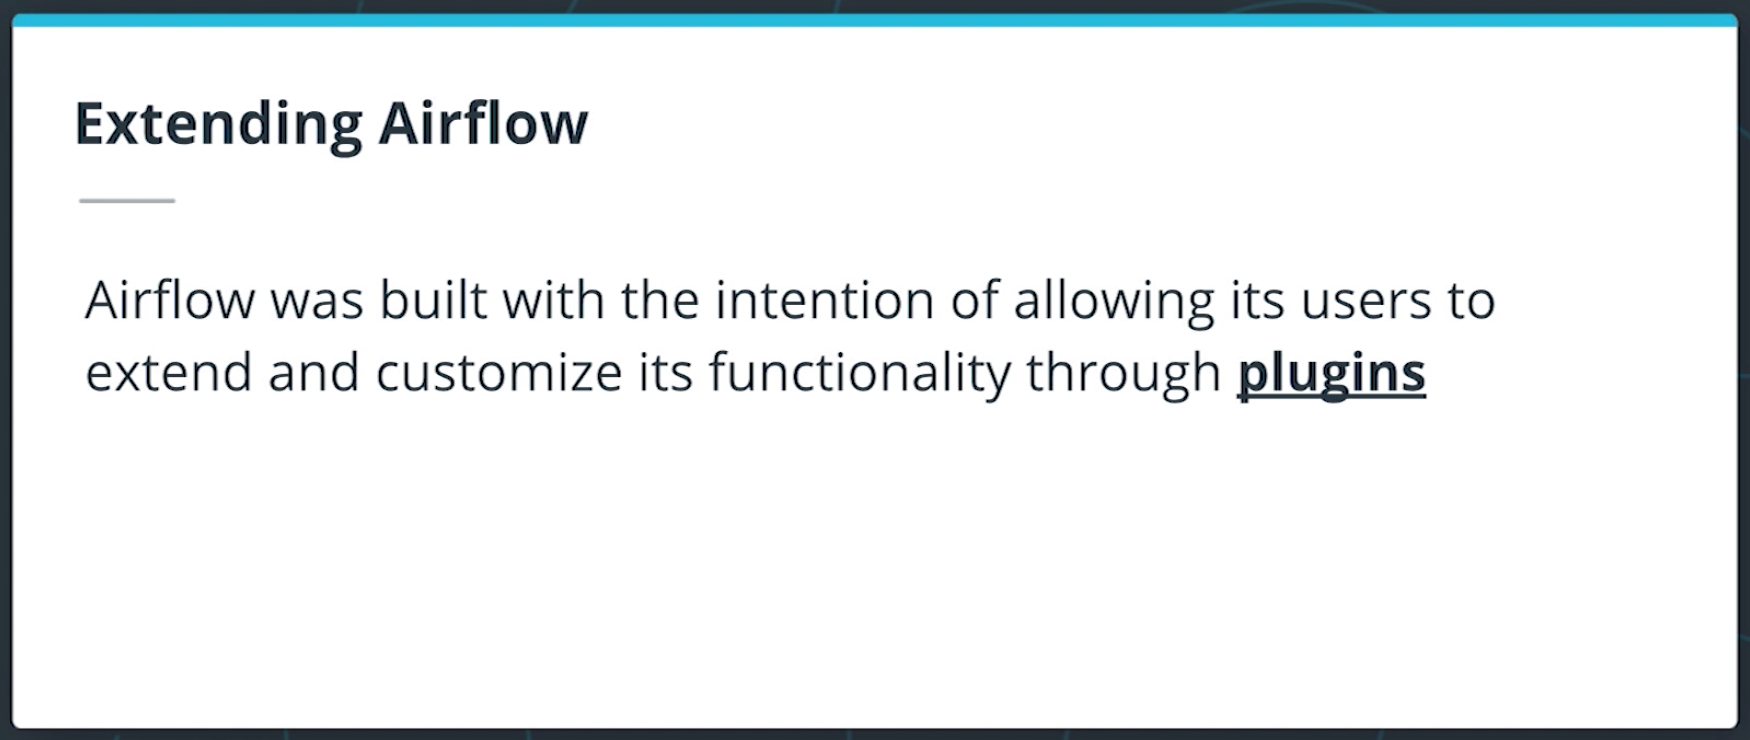 Extending Airflow
Airflow was built with the intention of allowing its users to
extend and customize its functionality through plugins